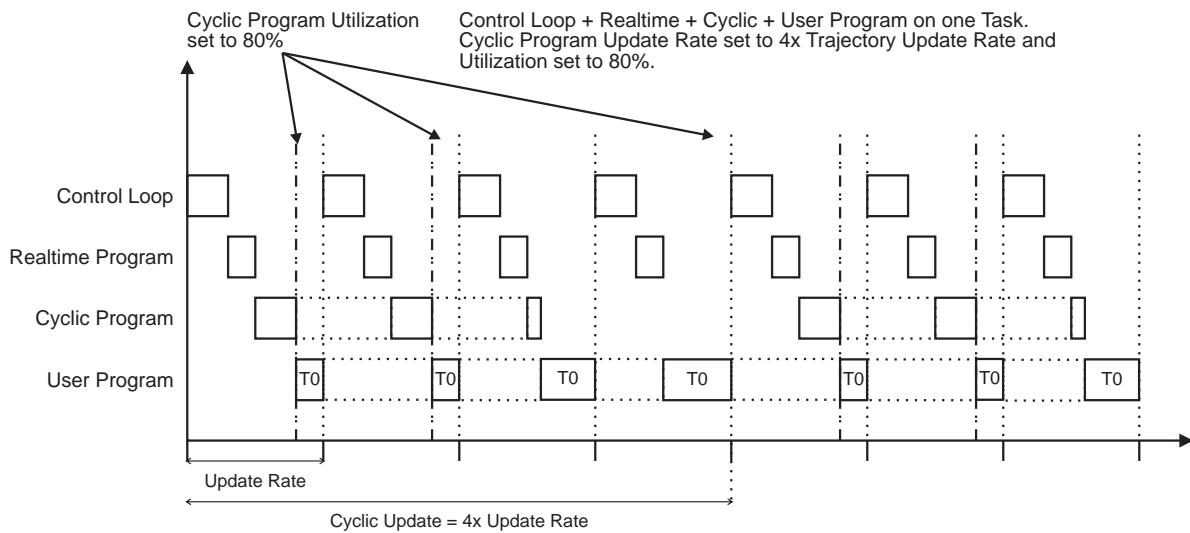 Cyclic Program Utilization
set to 80%
Control Loop + Realtime + Cyclic + User Program on one Task.
Cyclic Program Update Rate set to 4x Trajectory Update Rate and
Utilization set to 80%.
Control Loop
Realtime Program
Cyclic Program
User Program
T0
T0
T0
T0
T0
T0
T0
Update Rate
Cyclic Update = 4x Update Rate